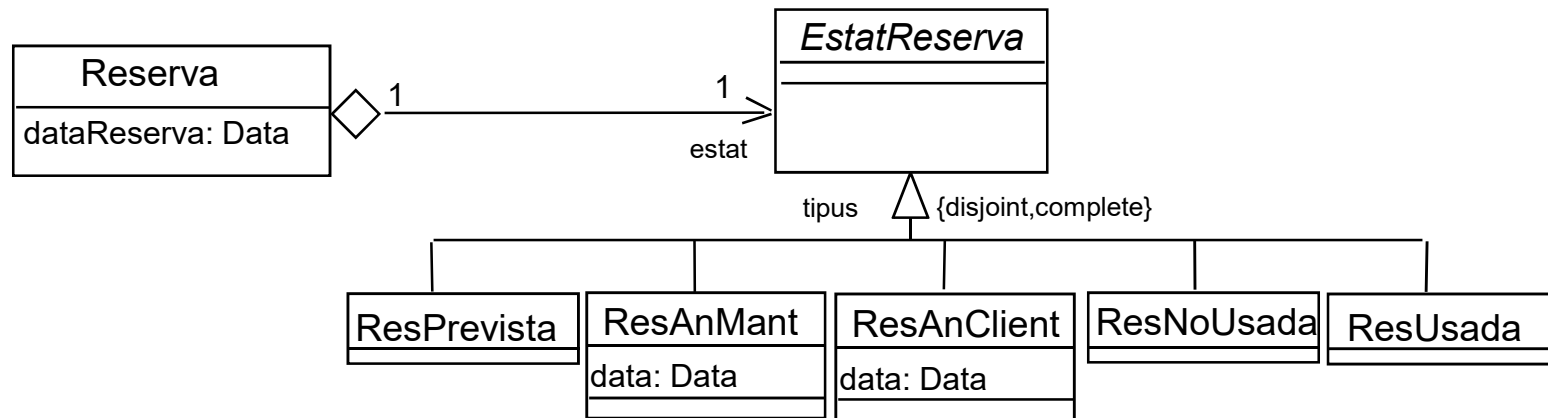 EstatReserva
Reserva
dataReserva: Data
1
1
estat
tipus
{disjoint,complete}
ResPrevista
ResAnMant
data: Data
ResAnClient
data: Data
ResNoUsada
ResUsada